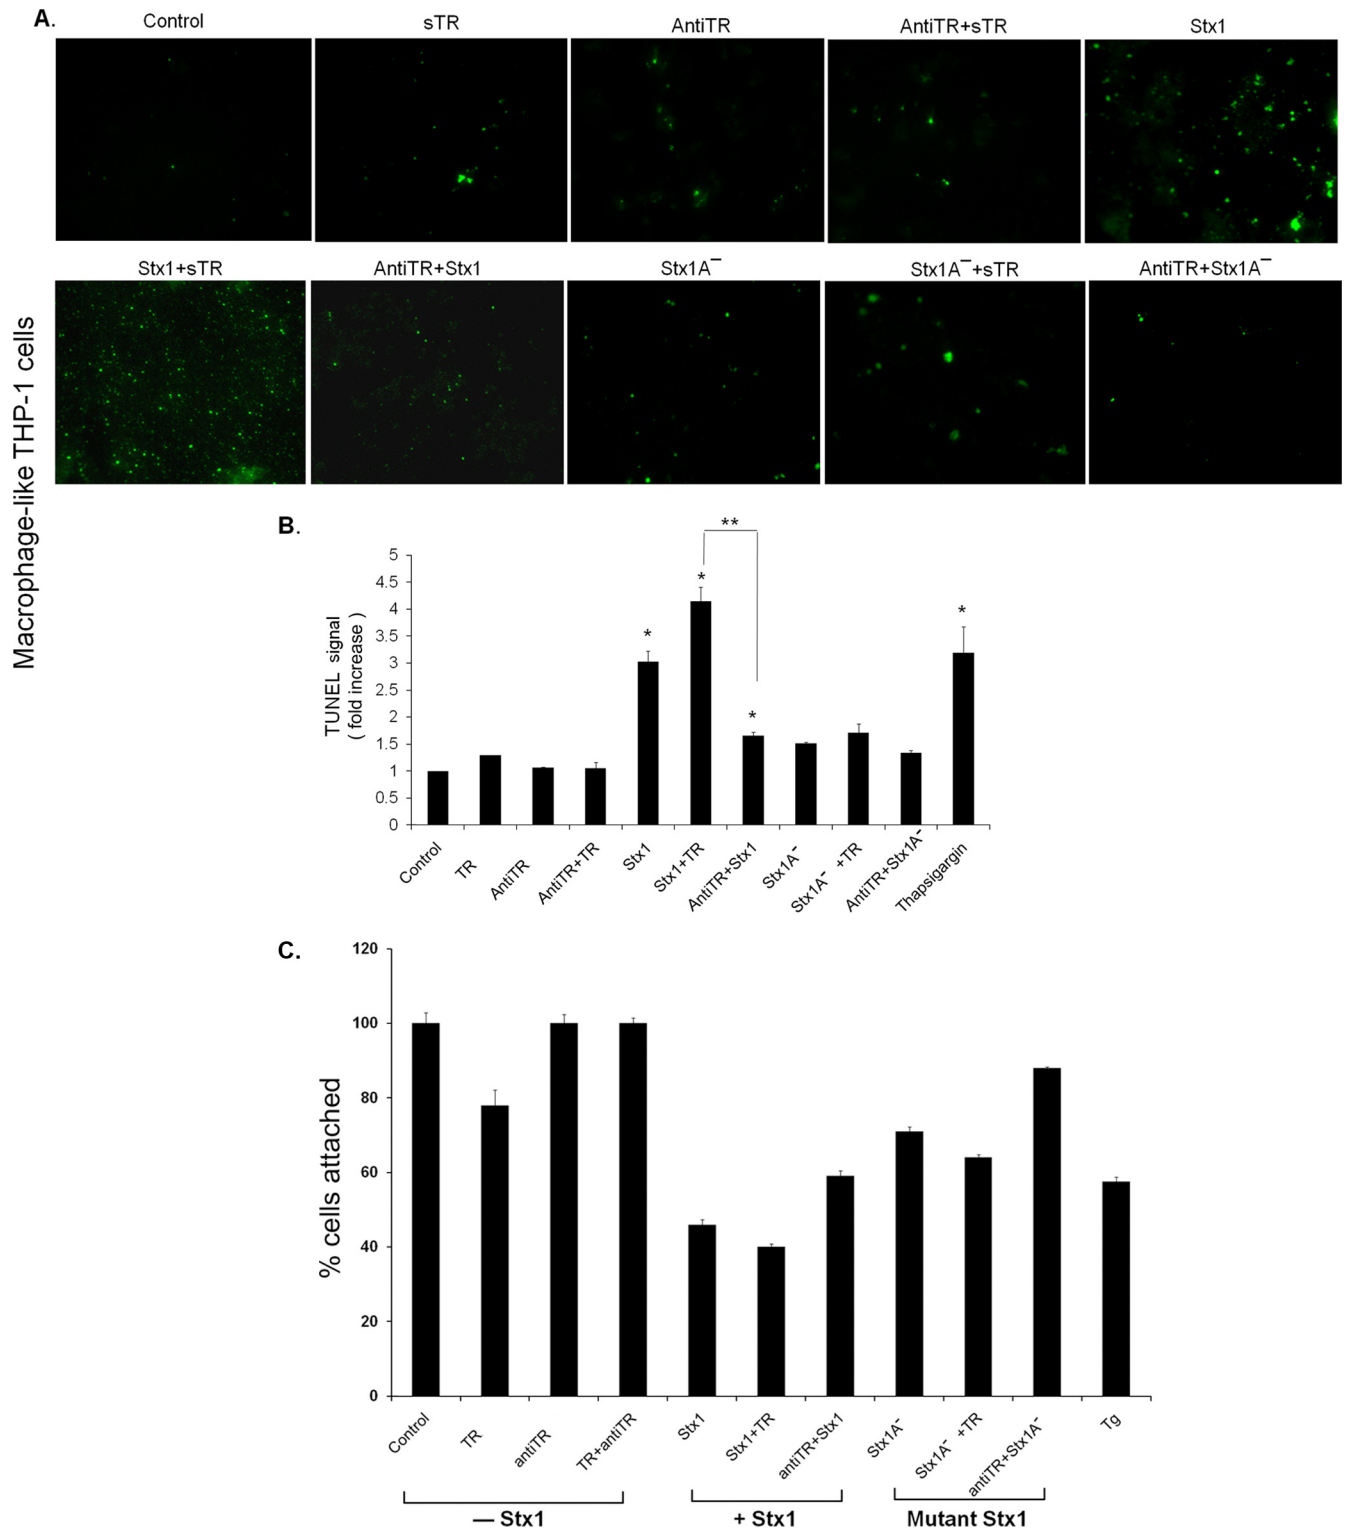 A.
Control
sTR
AntiTR
AntiTR+sTR
Stx1
Stx1+sTR
AntiTR+Stx1
Stx1A⁻
Stx1A⁻+sTR
AntiTR+Stx1A⁻
Macrophage-like THP-1 cells
B.
**
TUNEL signal
( fold increase )
5
4.5
4
3.5
3
2.5
2
1.5
1
0.5
0
*
*
*
*
Control
TR
AntiTR
AntiTR+TR
Stx1
Stx1+TR
AntiTR+Stx1
Stx1A⁻
Stx1A⁻ +TR
AntiTR+Stx1A⁻
Thapsigargin
C.
% cells attached
120
100
80
60
40
20
0
Control
TR
antiTR
TR+antiTR
Stx1
Stx1+TR
antiTR+Stx1
Stx1A⁻
Stx1A⁻ +TR
antiTR+Stx1A⁻
Tg
— Stx1
+ Stx1
Mutant Stx1